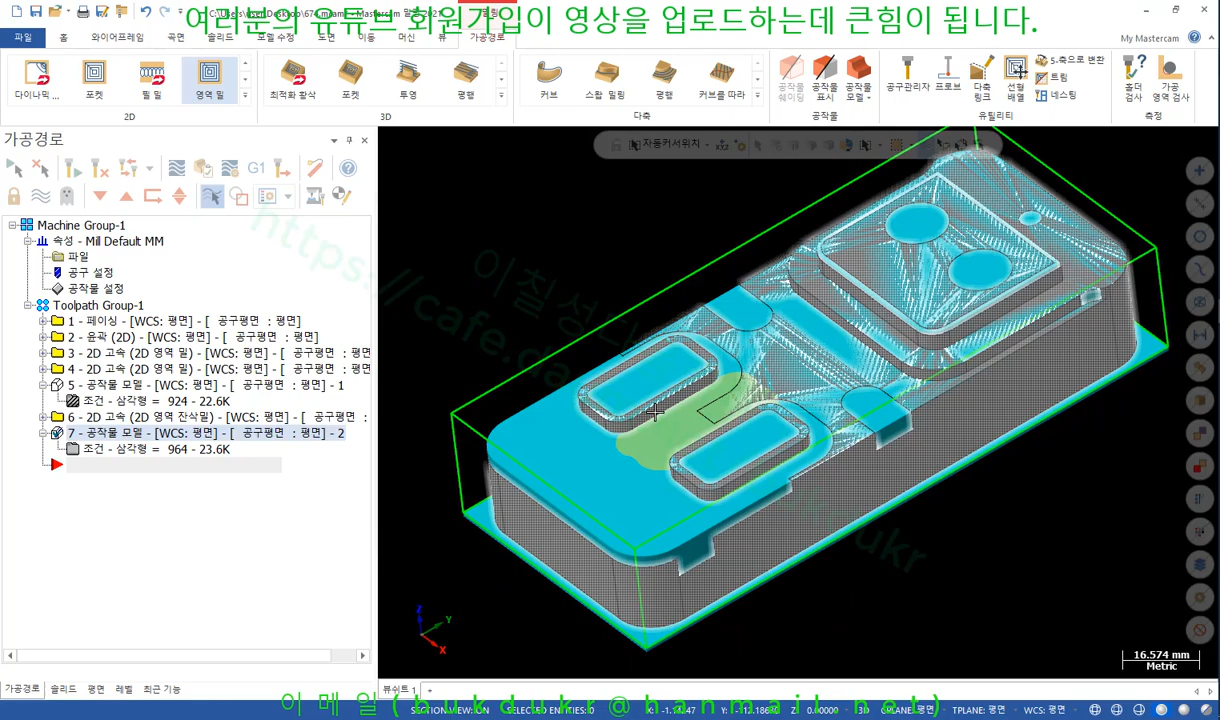 여러분의 유튜브 회원가입이 영상을 업로드하는데 큰힘이 됩니다.
파일 홈 와이어프레임 곡면 솔리드 모델 수정 도면 이동 머신 뷰 가공경로
My Mastercam
다이나믹 ... 포켓 필 밀 영역 밀
최적화 황삭 포켓 투영 평행
커브 스왑 밀링 평행 커브를 따라
공작물 쉐이딩 공작물 표시 공작물 모델
공구관리자 프로브 다축 링크 선형 배열 5-축으로 변환
트림
네스팅
홀더 검사 가공 영역 검사
2D 3D 다축 공작물 유틸리티 측정
가공경로
자동커서위치
G1
Machine Group-1
속성 - Mill Default MM
파일
공구 설정
공작물 설정
Toolpath Group-1
1 - 페이싱 - [WCS: 평면] - [ 공구평면 : 평면]
2 - 윤곽 (2D) - [WCS: 평면] - [ 공구평면 : 평면]
3 - 2D 고속 (2D 영역 밀) - [WCS: 평면] - [ 공구평면 : 평면
4 - 2D 고속 (2D 영역 밀) - [WCS: 평면] - [ 공구평면 : 평면
5 - 공작물 모델 - [WCS: 평면] - [ 공구평면 : 평면] - 1
조건 - 삼각형 = 924 - 22.6K
6 - 2D 고속 (2D 영역 잔삭밀) - [WCS: 평면] - [ 공구평면 :
7 - 공작물 모델 - [WCS: 평면] - [ 공구평면 : 평면] - 2
조건 - 삼각형 = 964 - 23.6K
Z
Y
X
16.574 mm
Metric
가공경로 솔리드 평면 레벨 최근 기능
뷰쉬트 1
이 메 일 ( h u k d u k r @ h a n m a i l . n e t )
SECTION VIEW: ON SELECTED ENTITIES: 0 3D CPLANE: 평면 TPLANE: 평면 WCS: 평면